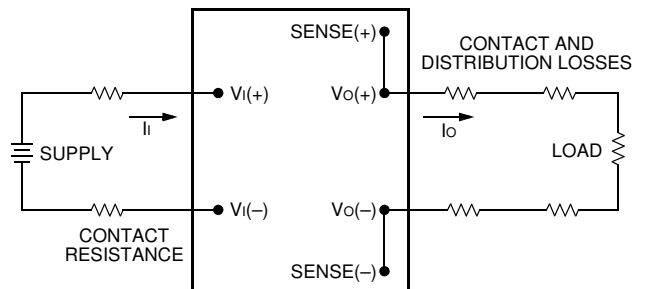 SENSE(+)
CONTACT AND
DISTRIBUTION LOSSES
VI(+)
VO(+)
II
IO
SUPPLY
LOAD
VI(–)
VO(–)
CONTACT
RESISTANCE
SENSE(–)